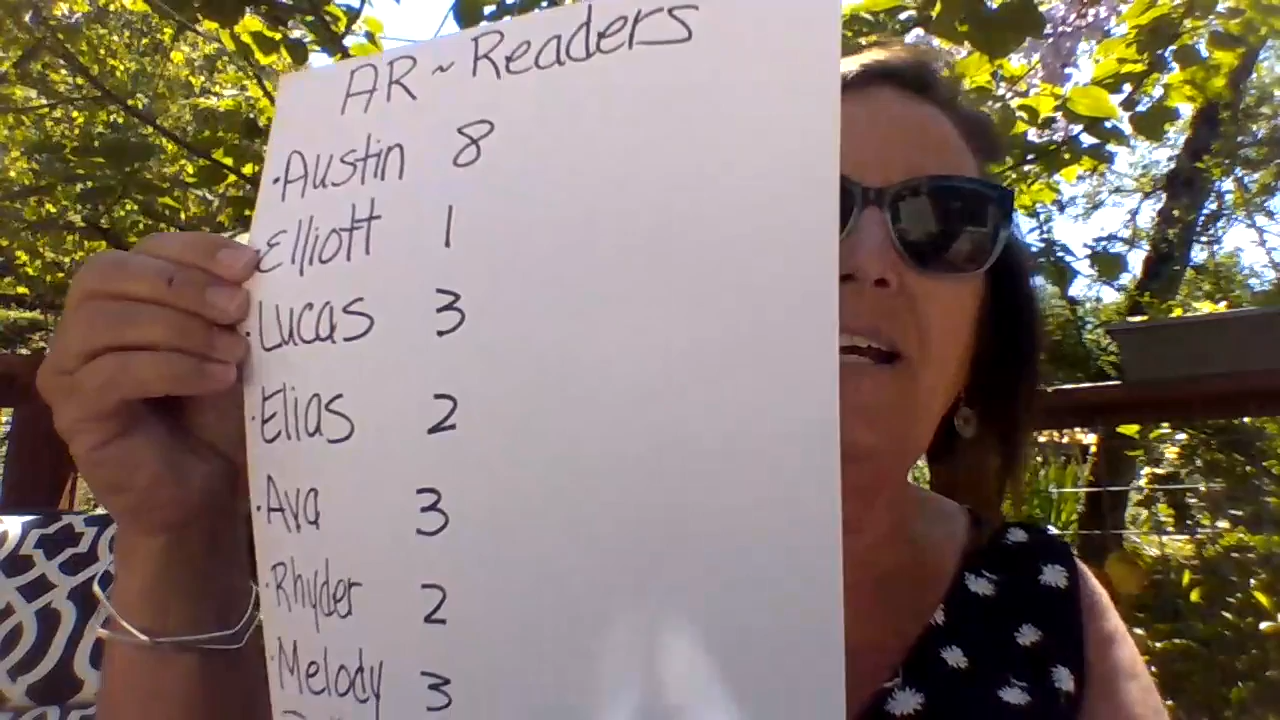 AR ~ Readers
· Austin 8
· Elliott 1
· Lucas 3
· Elias 2
· Ava 3
· Rhyder 2
· Melody 3